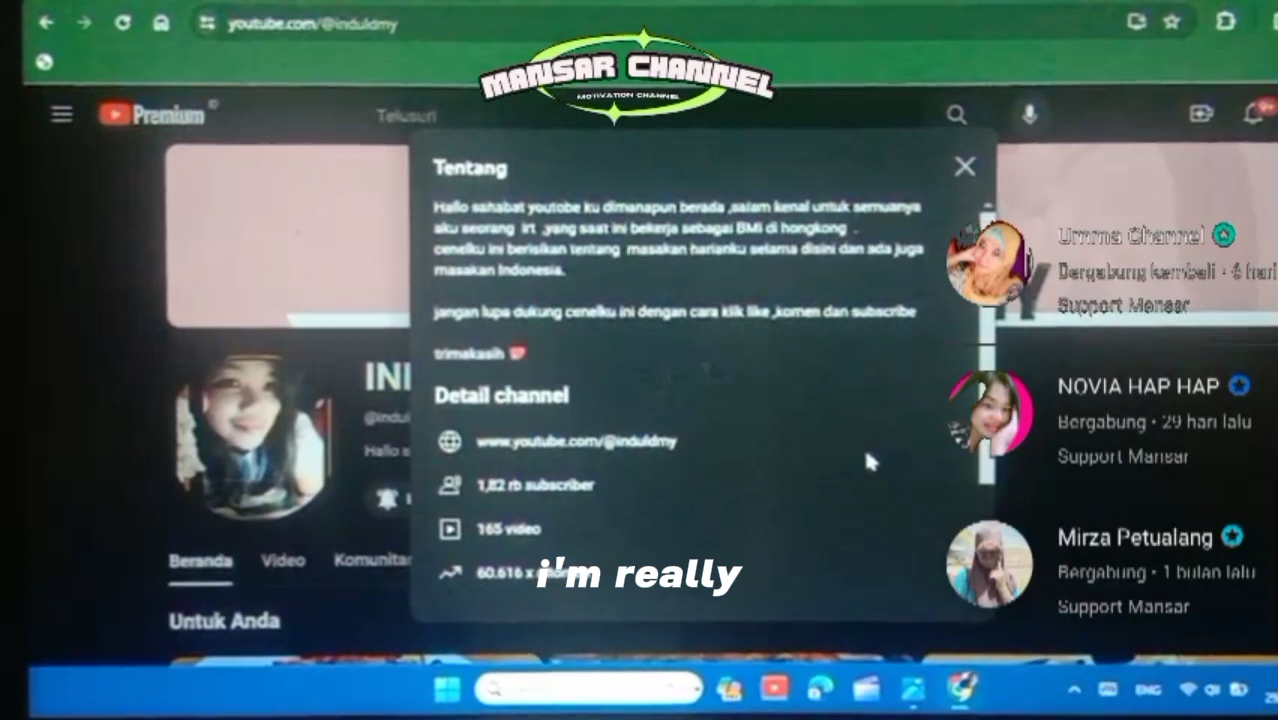 youtube.com/@induldmy
MANSAR CHANNEL
MOTIVATION CHANNEL
Premium
ID
Telusuri
9+
Tentang
Hallo sahabat youtobe ku dimanapun berada ,salam kenal untuk semuanya
aku seorang irt ,yang saat ini bekerja sebagai BMI di hongkong .
cenelku ini berisikan tentang masakan harianku selama disini dan ada juga
masakan Indonesia.
jangan lupa dukung cenelku ini dengan cara klik like ,komen dan subscribe
trimakasih
Detail channel
www.youtube.com/@induldmy
1,82 rb subscriber
165 video
60.616 x
i'm really
Umma Channel
Bergabung kembali • 6 hari
Support Mansar
NOVIA HAP HAP
Bergabung • 29 hari lalu
Support Mansar
Mirza Petualang
Bergabung • 1 bulan lalu
Support Mansar
IN
@indul
Hallo s
Beranda Video Komunitas
Untuk Anda
ENG